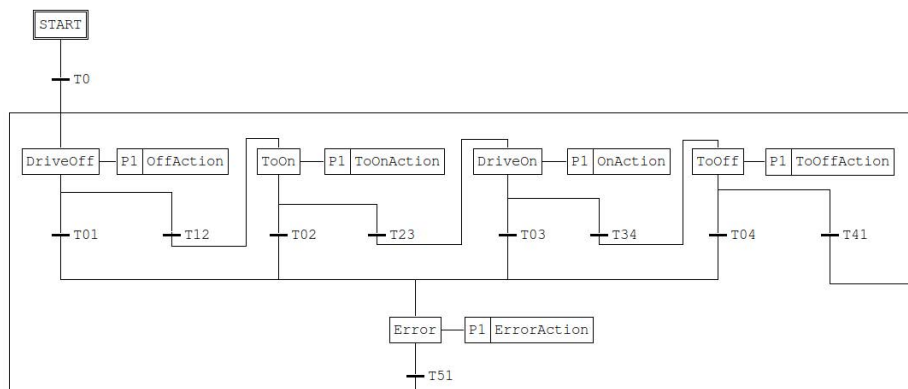 START
T0
DriveOff P1 OffAction
ToOn P1 ToOnAction
DriveOn P1 OnAction
ToOff P1 ToOffAction
T01 T12 T02 T23 T03 T34 T04 T41
Error P1 ErrorAction
T51